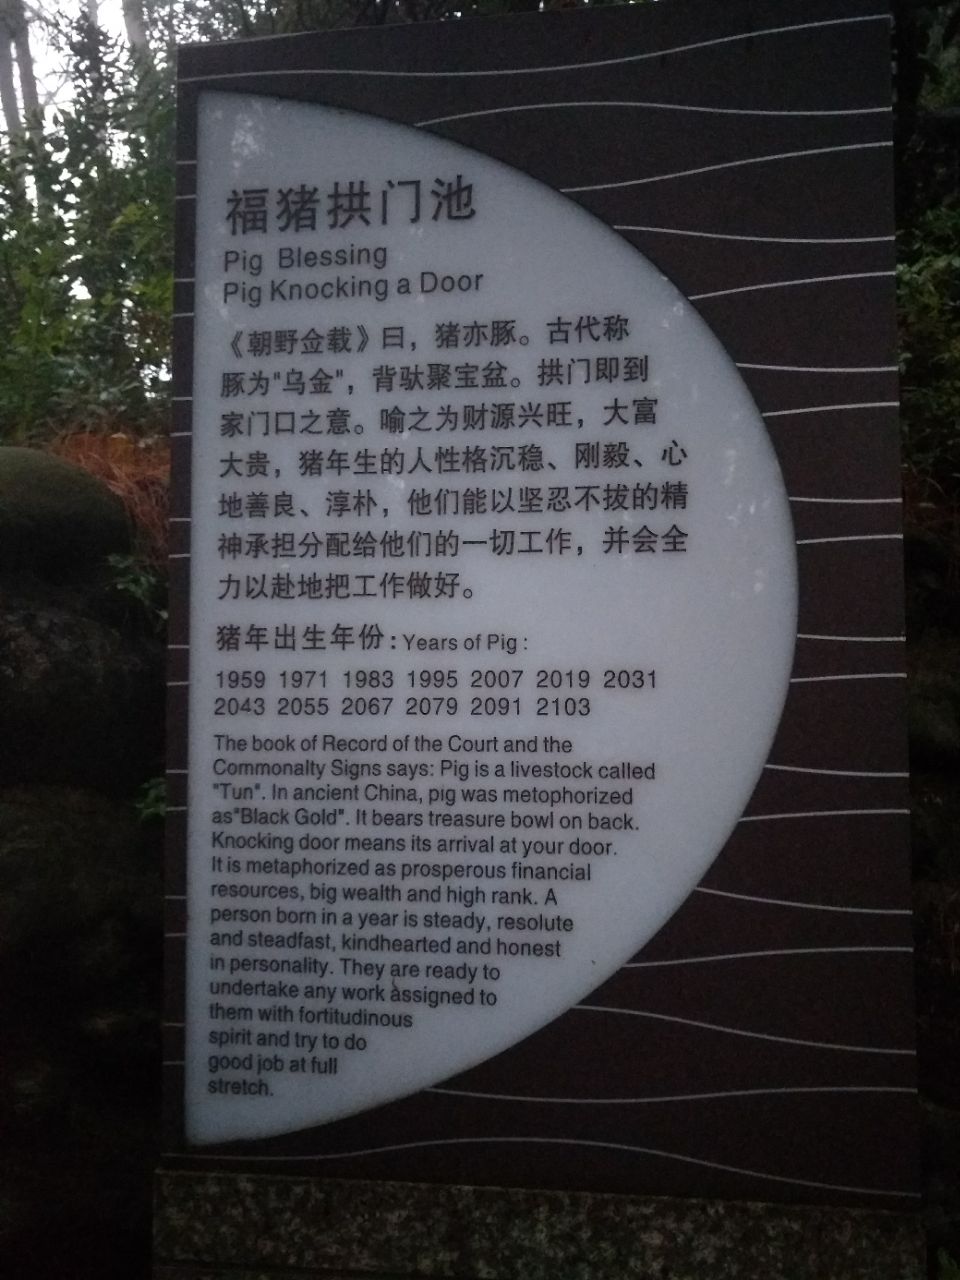 福猪拱门池
Pig Blessing
Pig Knocking a Door
《朝野佥载》曰，猪亦豚。古代称
豚为"乌金"，背驮聚宝盆。拱门即到
家门口之意。喻之为财源兴旺，大富
大贵，猪年生的人性格沉稳、刚毅、心
地善良、淳朴，他们能以坚忍不拔的精
神承担分配给他们的一切工作，并会全
力以赴地把工作做好。
猪年出生年份：Years of Pig :
1959 1971 1983 1995 2007 2019 2031
2043 2055 2067 2079 2091 2103
The book of Record of the Court and the
Commonalty Signs says: Pig is a livestock called
"Tun". In ancient China, pig was metophorized
as"Black Gold". It bears treasure bowl on back.
Knocking door means its arrival at your door.
It is metaphorized as prosperous financial
resources, big wealth and high rank. A
person born in a year is steady, resolute
and steadfast, kindhearted and honest
in personality. They are ready to
undertake any work assigned to
them with fortitudinous
spirit and try to do
good job at full
stretch.